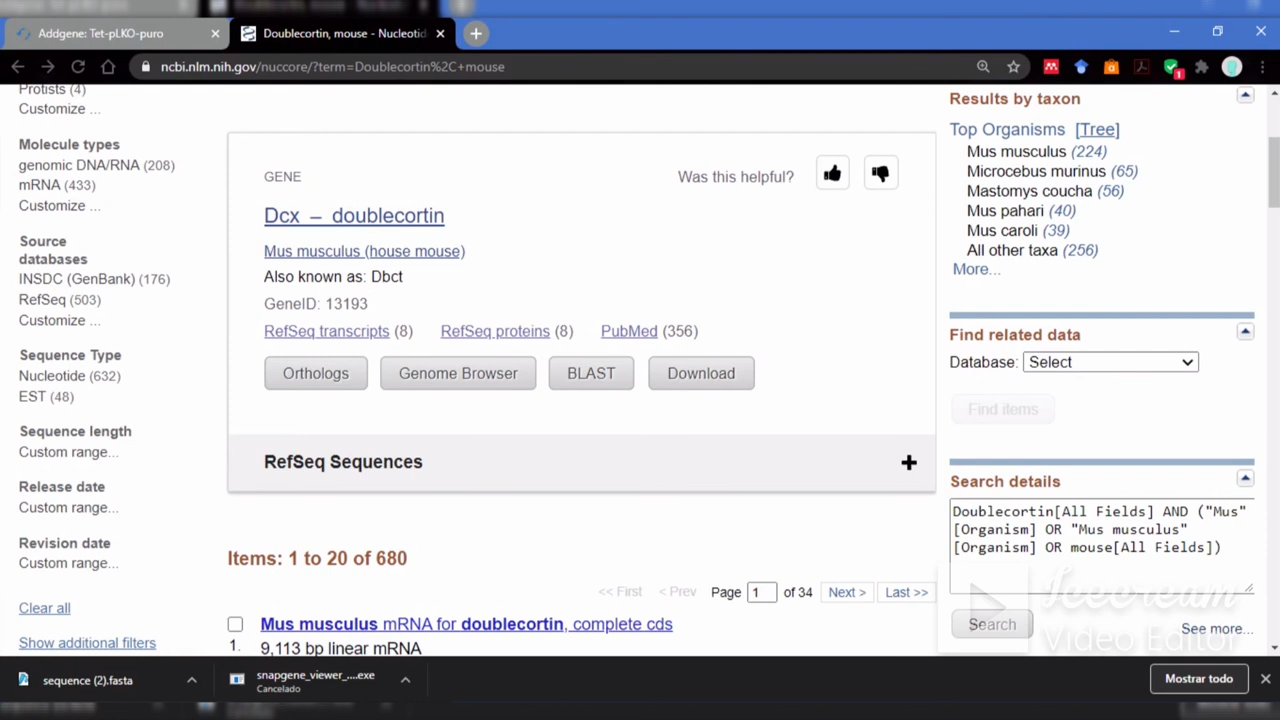 Addgene: Tet-pLKO-puro
Doublecortin, mouse - Nucleotid
ncbi.nlm.nih.gov/nuccore/?term=Doublecortin%2C+mouse
1
Protists (4)
Customize ...
Molecule types
genomic DNA/RNA (208)
mRNA (433)
Customize ...
Source
databases
INSDC (GenBank) (176)
RefSeq (503)
Customize ...
Sequence Type
Nucleotide (632)
EST (48)
Sequence length
Custom range...
Release date
Custom range...
Revision date
Custom range...
Clear all
Show additional filters
GENE
Was this helpful?
Dcx – doublecortin
Mus musculus (house mouse)
Also known as: Dbct
GeneID: 13193
RefSeq transcripts (8) RefSeq proteins (8) PubMed (356)
Orthologs Genome Browser BLAST Download
RefSeq Sequences
Items: 1 to 20 of 680
<< First < Prev Page 1 of 34 Next > Last >>
Mus musculus mRNA for doublecortin, complete cds
1. 9,113 bp linear mRNA
Results by taxon
Top Organisms [Tree]
Mus musculus (224)
Microcebus murinus (65)
Mastomys coucha (56)
Mus pahari (40)
Mus caroli (39)
All other taxa (256)
More...
Find related data
Database: Select
Find items
Search details
Doublecortin[All Fields] AND ("Mus"
[Organism] OR "Mus musculus"
[Organism] OR mouse[All Fields])
Search
See more...
Icecream
Video Editor
sequence (2).fasta
snapgene_viewer_....exe
Cancelado
Mostrar todo